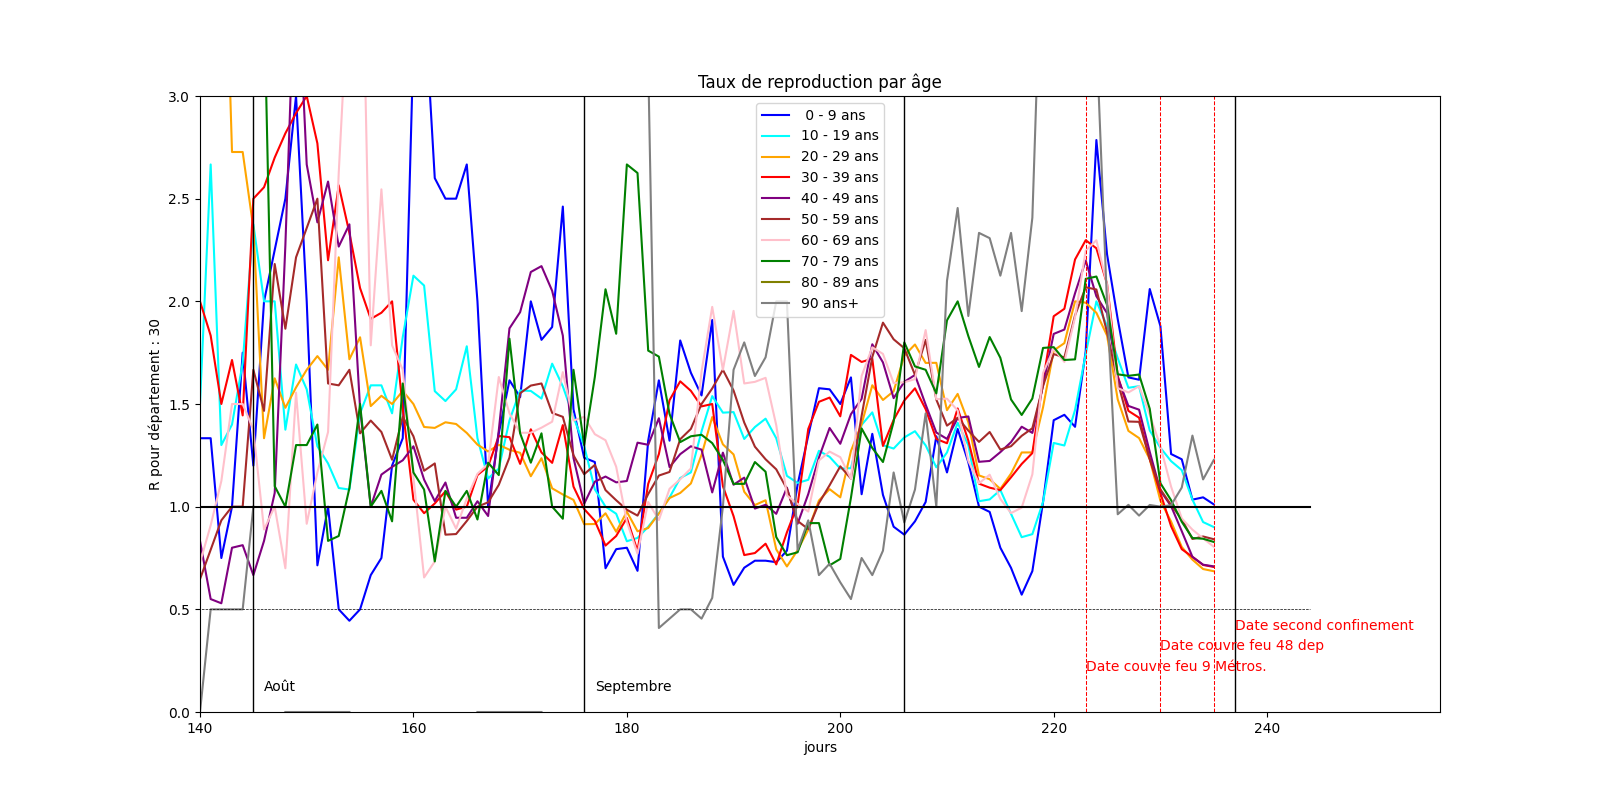 Taux de reproduction par âge
R pour département : 30
3.0
2.5
2.0
1.5
1.0
0.5
0.0
0 - 9 ans
10 - 19 ans
20 - 29 ans
30 - 39 ans
40 - 49 ans
50 - 59 ans
60 - 69 ans
70 - 79 ans
80 - 89 ans
90 ans+
Date second confinement
Date couvre feu 48 dep
Date couvre feu 9 Métros.
Août
Septembre
140
160
180
200
220
240
jours